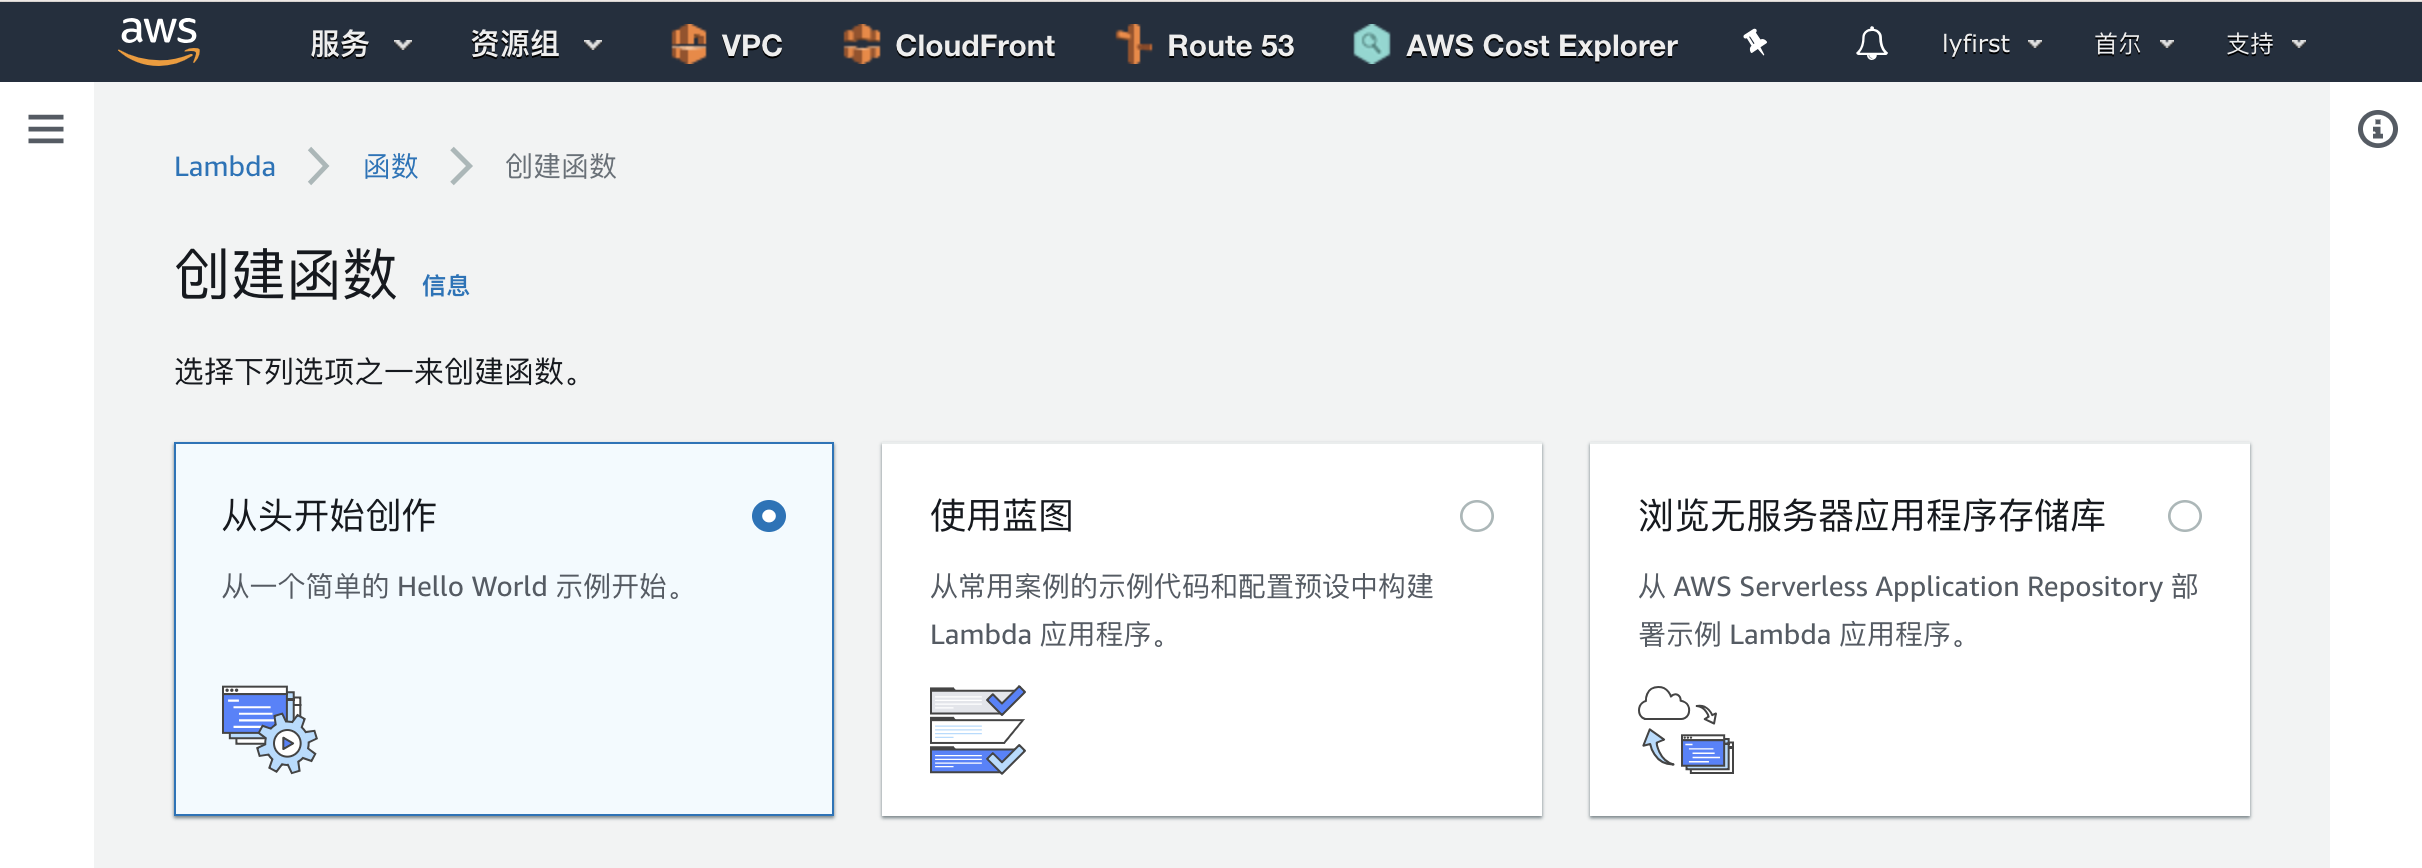 aws 服务 资源组 VPC CloudFront Route 53 AWS Cost Explorer lyfirst 首尔 支持
Lambda 函数 创建函数
创建函数 信息
选择下列选项之一来创建函数。
从头开始创作
从一个简单的 Hello World 示例开始。
使用蓝图
从常用案例的示例代码和配置预设中构建
Lambda 应用程序。
浏览无服务器应用程序存储库
从 AWS Serverless Application Repository 部
署示例 Lambda 应用程序。